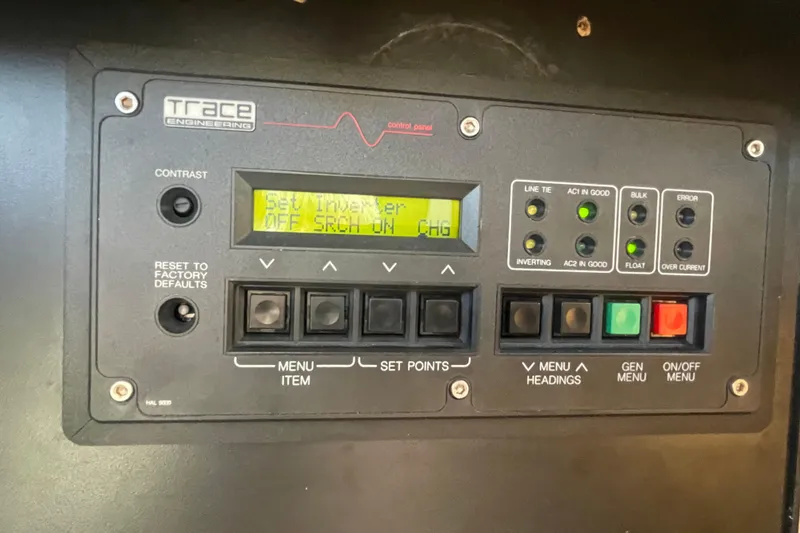 Trace
ENGINEERING
control panel
CONTRAST
Set Inverter
OFF SRCH ON CHG
RESET TO
FACTORY
DEFAULTS
MENU
ITEM
SET POINTS
LINE TIE
AC1 IN GOOD
BULK
ERROR
INVERTING
AC2 IN GOOD
FLOAT
OVER CURRENT
MENU
HEADINGS
GEN
MENU
ON/OFF
MENU
HAL 9000